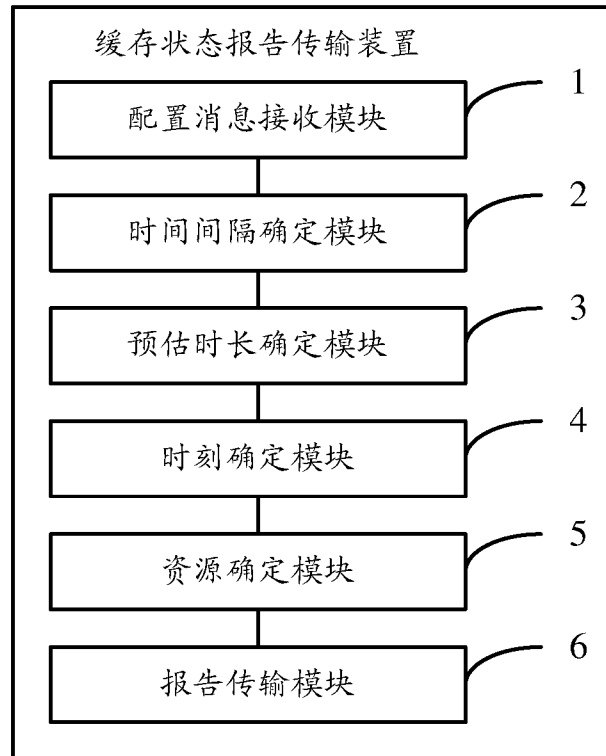 缓存状态报告传输装置
配置消息接收模块
1
时间间隔确定模块
2
预估时长确定模块
3
时刻确定模块
4
资源确定模块
5
报告传输模块
6